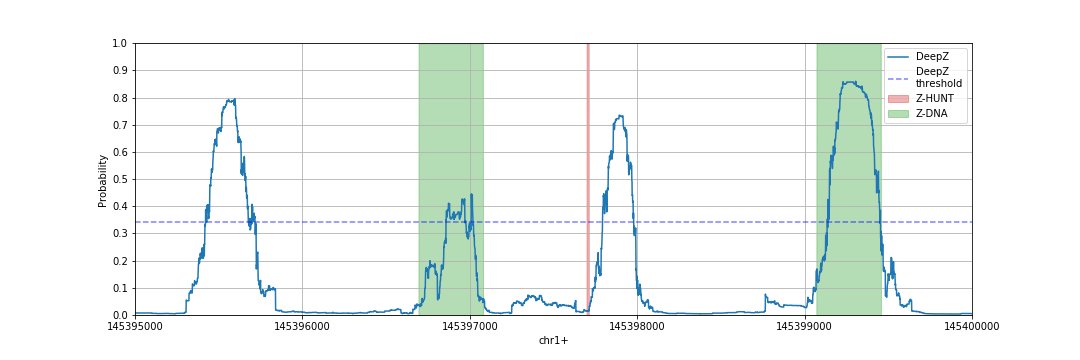 1.0
0.9
0.8
0.7
0.6
0.5
0.4
0.3
0.2
0.1
0.0
Probability
145395000
145396000
145397000
145398000
145399000
145400000
chr1+
DeepZ
DeepZ
threshold
Z-HUNT
Z-DNA